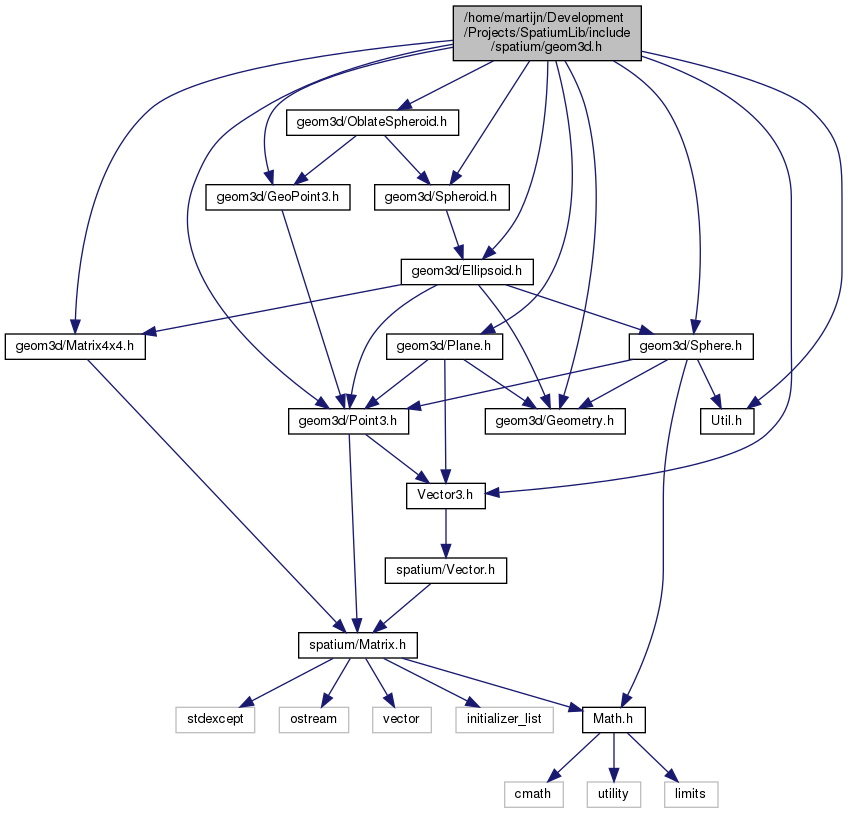 /home/martijn/Development
/Projects/SpatiumLib/include
/spatium/geom3d.h
geom3d/OblateSpheroid.h
geom3d/GeoPoint3.h
geom3d/Spheroid.h
geom3d/Ellipsoid.h
geom3d/Matrix4x4.h
geom3d/Plane.h
geom3d/Sphere.h
geom3d/Point3.h
geom3d/Geometry.h
Util.h
Vector3.h
spatium/Vector.h
spatium/Matrix.h
stdexcept
ostream
vector
initializer_list
Math.h
cmath
utility
limits